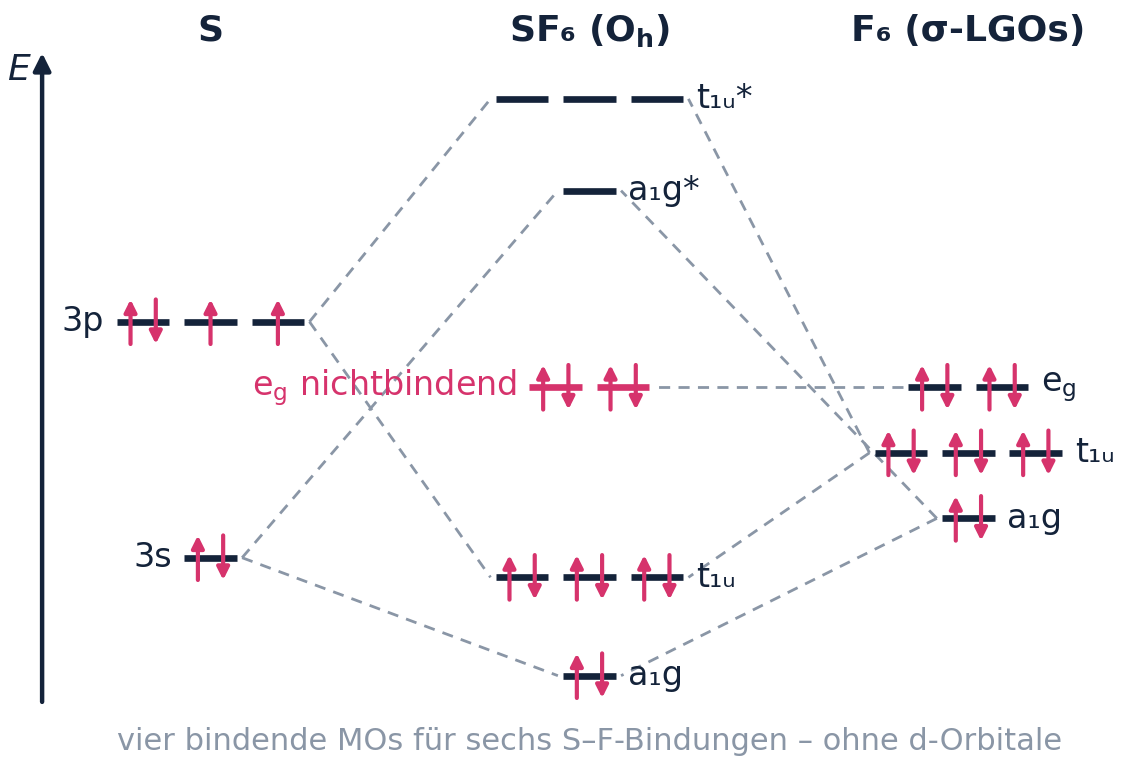 S
SF₆ (Oₕ)
F₆ (σ-LGOs)
E
t₁ᵤ*
a₁g*
3p
e_g nichtbindend
e_g
t₁ᵤ
a₁g
3s
t₁ᵤ
a₁g
vier bindende MOs für sechs S–F-Bindungen – ohne d-Orbitale